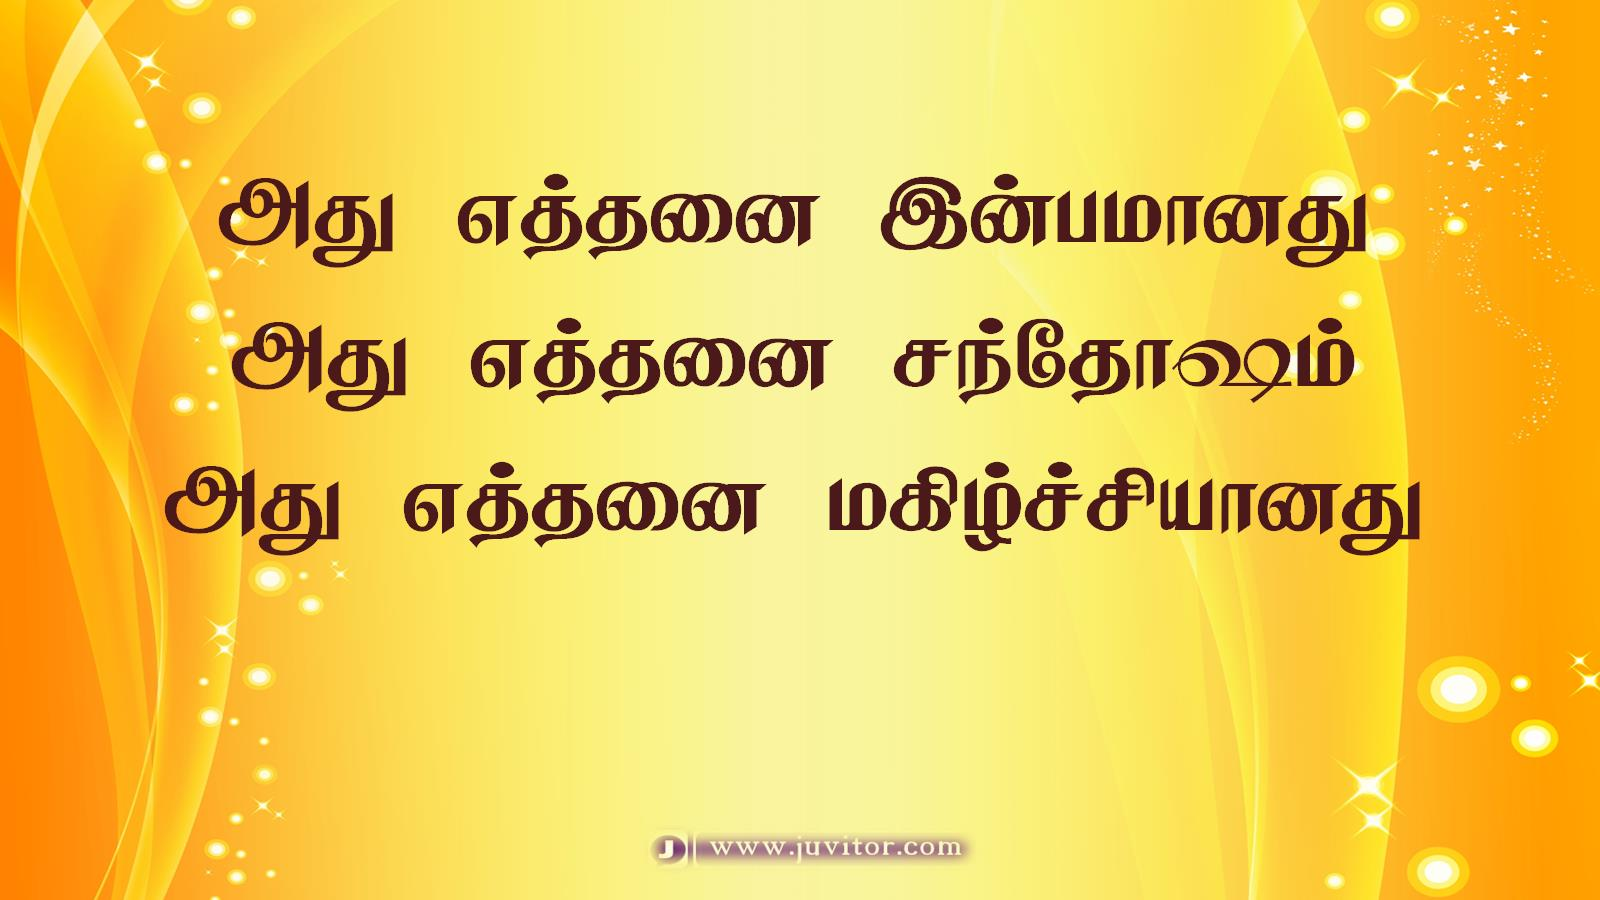 அது எத்தனை இன்பமானது
அது எத்தனை சந்தோஷம்
அது எத்தனை மகிழ்ச்சியானது
J www.juvitor.com